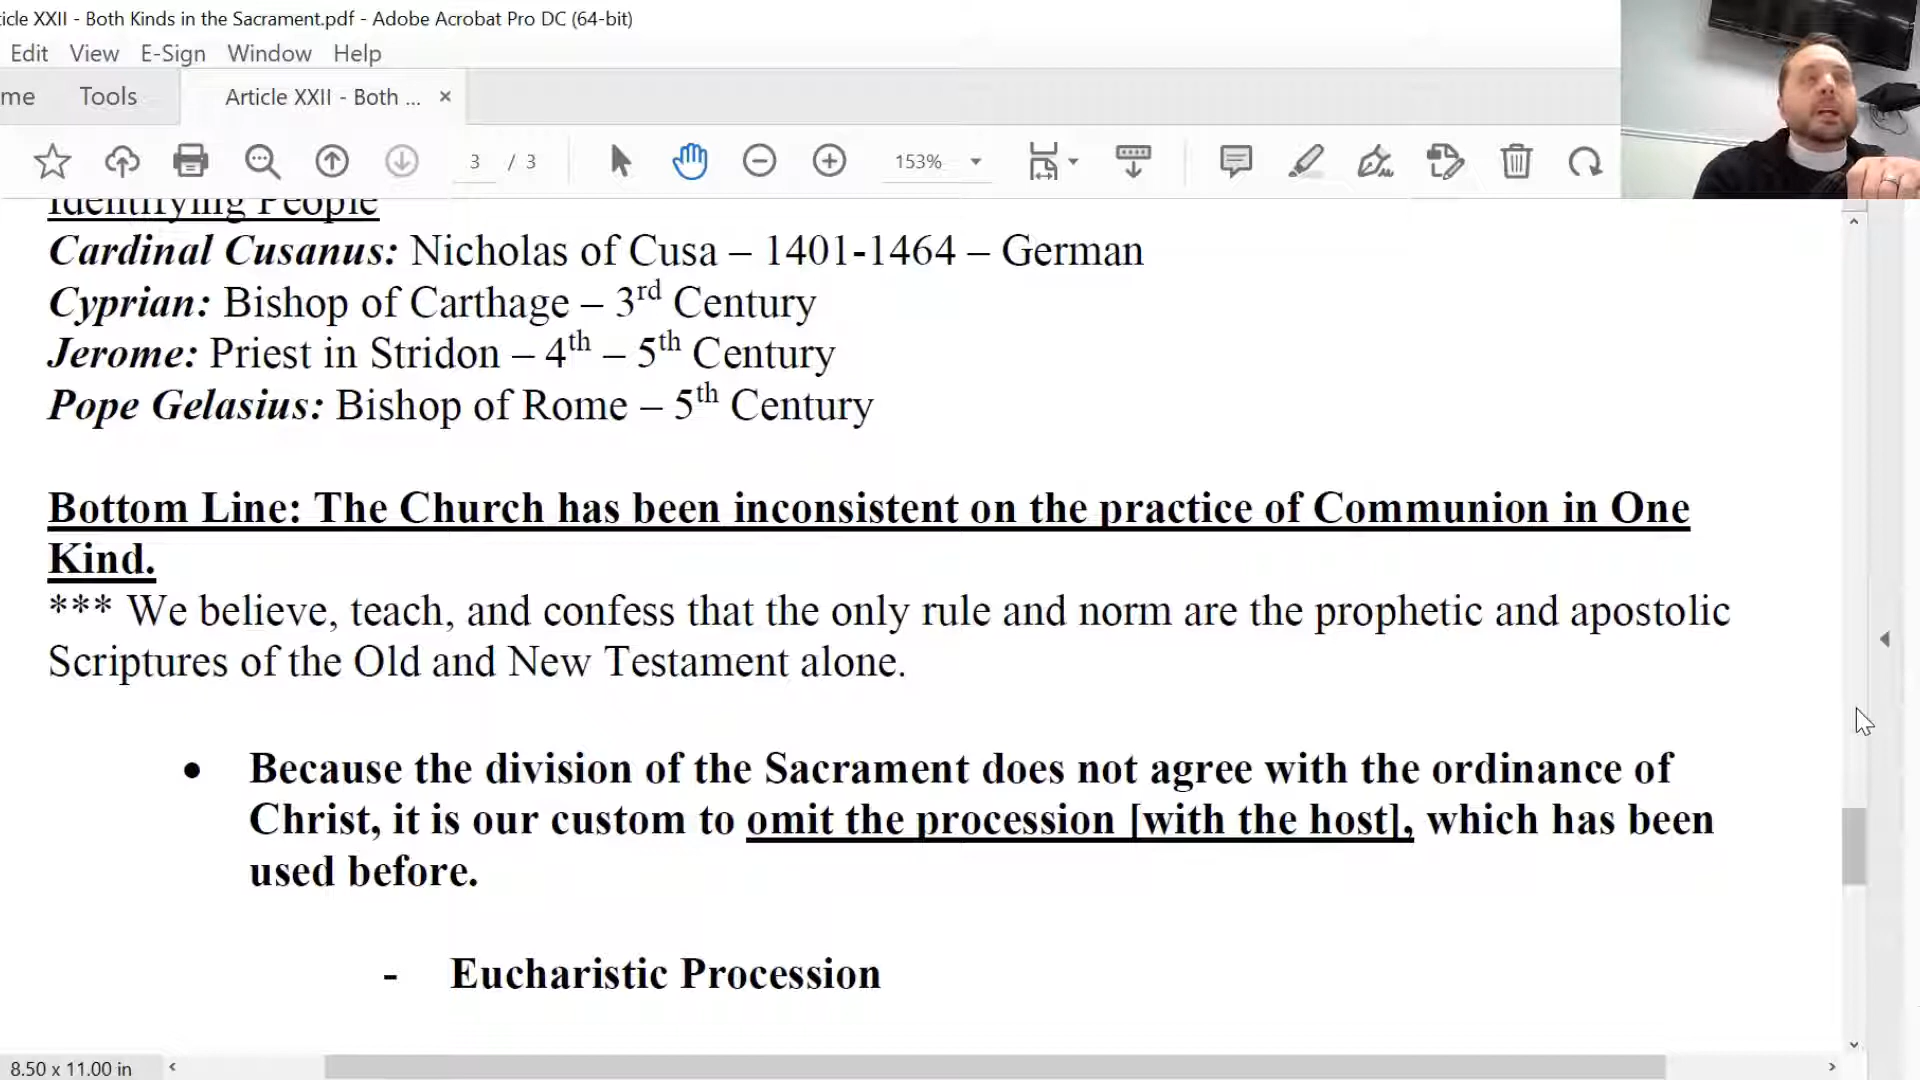 icle XXII - Both Kinds in the Sacrament.pdf - Adobe Acrobat Pro DC (64-bit)
Edit View E-Sign Window Help
me Tools Article XXII - Both ... ×
3 / 3 153%
Identifying People
Cardinal Cusanus: Nicholas of Cusa – 1401-1464 – German
Cyprian: Bishop of Carthage – 3rd Century
Jerome: Priest in Stridon – 4th – 5th Century
Pope Gelasius: Bishop of Rome – 5th Century
Bottom Line: The Church has been inconsistent on the practice of Communion in One
Kind.
*** We believe, teach, and confess that the only rule and norm are the prophetic and apostolic
Scriptures of the Old and New Testament alone.
• Because the division of the Sacrament does not agree with the ordinance of
Christ, it is our custom to omit the procession [with the host], which has been
used before.
- Eucharistic Procession
8.50 x 11.00 in